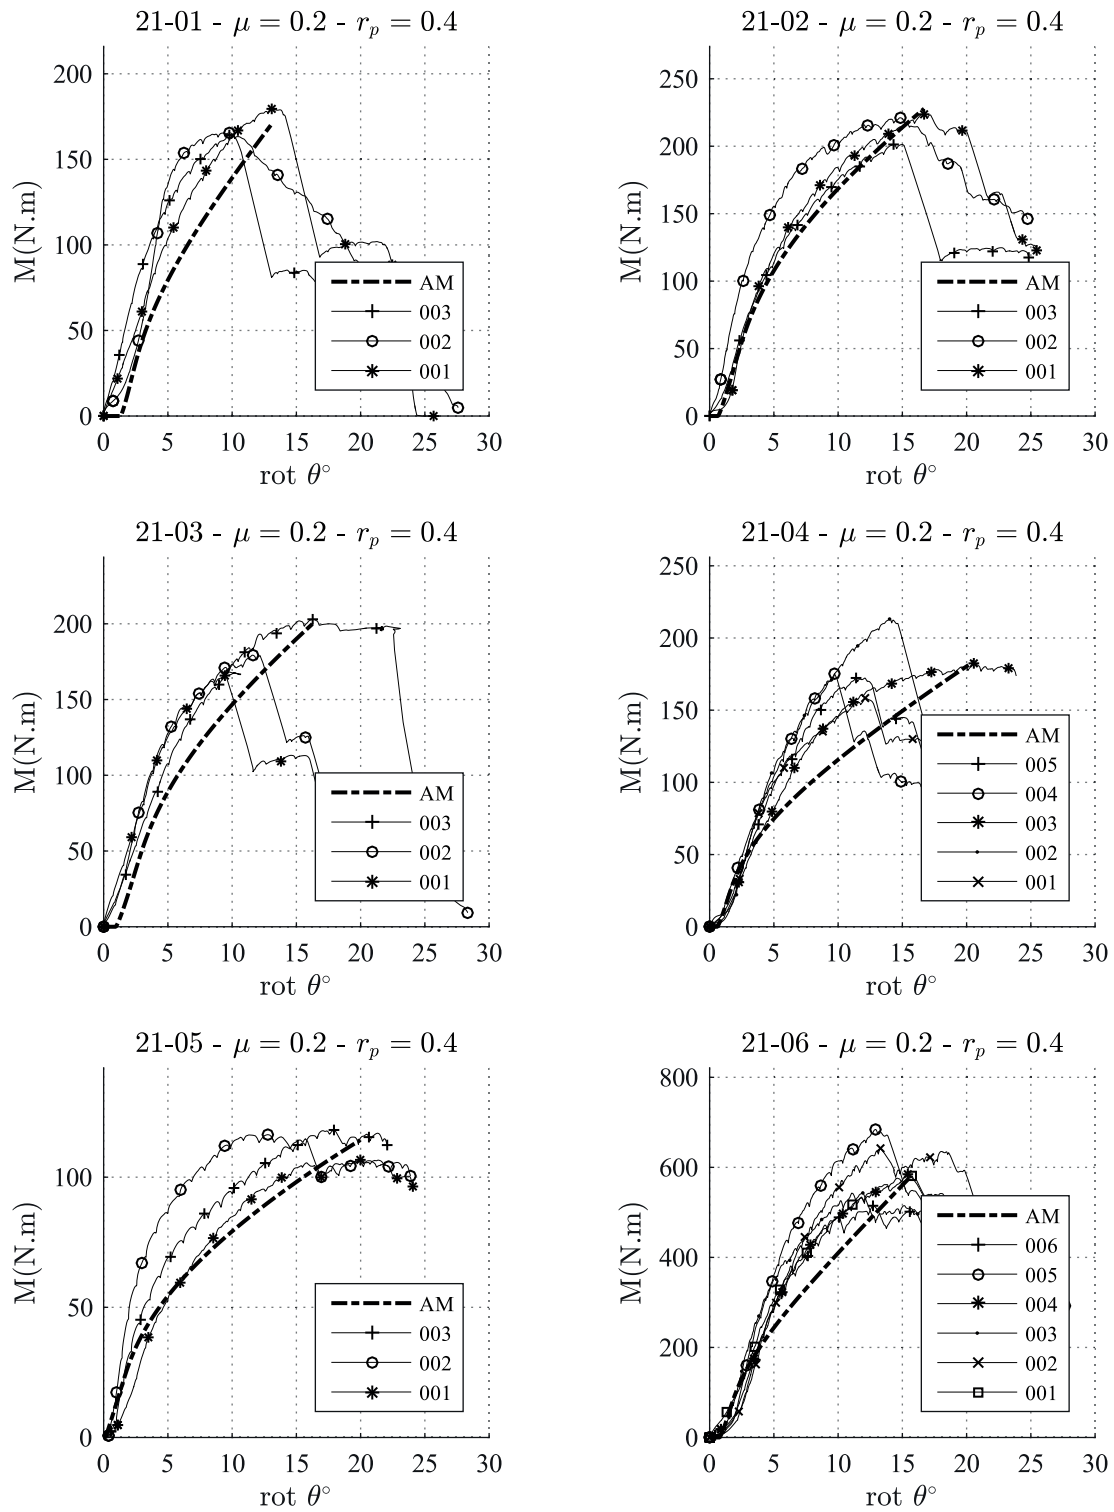 21-01 - μ = 0.2 - r_p = 0.4
200
150
100
50
0
M(N.m)
AM
003
002
001
0 5 10 15 20 25 30
rot θ°
21-02 - μ = 0.2 - r_p = 0.4
250
200
150
100
50
0
M(N.m)
AM
003
002
001
0 5 10 15 20 25 30
rot θ°
21-03 - μ = 0.2 - r_p = 0.4
200
150
100
50
0
M(N.m)
AM
003
002
001
0 5 10 15 20 25 30
rot θ°
21-04 - μ = 0.2 - r_p = 0.4
250
200
150
100
50
0
M(N.m)
AM
005
004
003
002
001
0 5 10 15 20 25 30
rot θ°
21-05 - μ = 0.2 - r_p = 0.4
100
50
0
M(N.m)
AM
003
002
001
0 5 10 15 20 25 30
rot θ°
21-06 - μ = 0.2 - r_p = 0.4
800
600
400
200
0
M(N.m)
AM
006
005
004
003
002
001
0 5 10 15 20 25 30
rot θ°